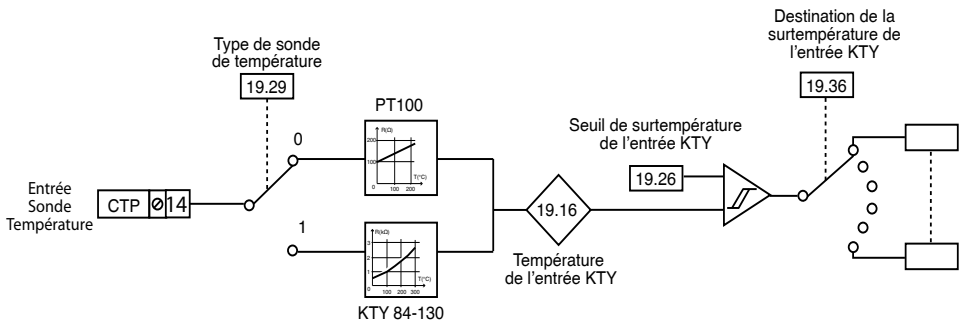 Destination de la
surtempérature de
l'entrée KTY
19.36
Type de sonde
de température
19.29
PT100
R(Ω)
200
100
0
100 200
T(°C)
0
Seuil de surtempérature
de l'entrée KTY
19.26
Entrée
Sonde
Température
CTP
14
19.16
Température
de l'entrée KTY
1
R(kΩ)
3
2
1
0
100 200 300
T(°C)
KTY 84-130